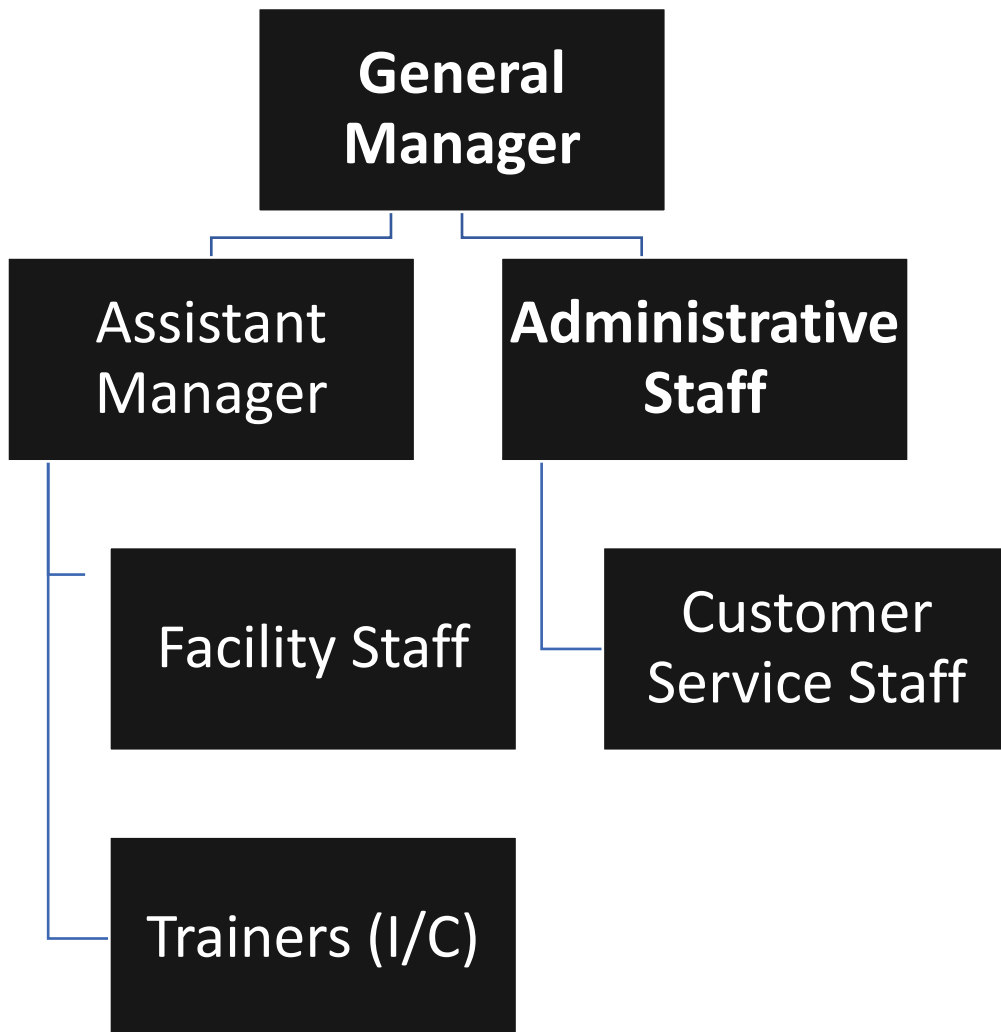 General
Manager
Assistant
Manager
Administrative
Staff
Facility Staff
Customer
Service Staff
Trainers (I/C)